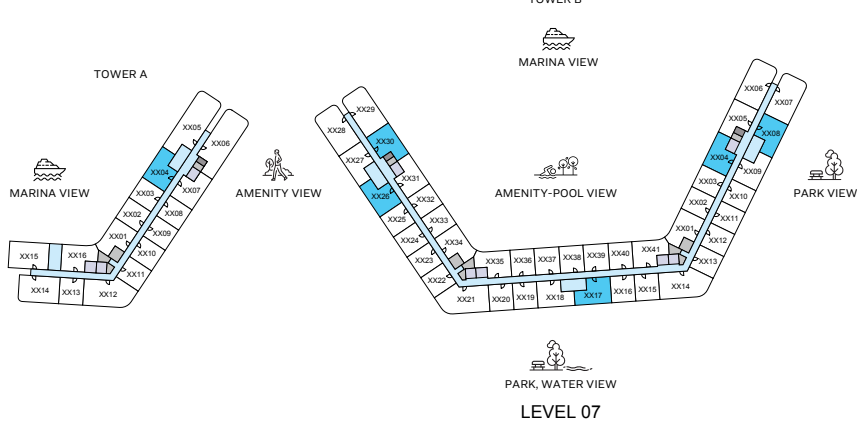 TOWER B
MARINA VIEW
TOWER A
XX05
XX06
XX04
XX07
XX03
XX08
XX02
XX09
XX01
XX10
XX16
XX11
XX15
XX14
XX13
XX12
MARINA VIEW
AMENITY VIEW
XX29
XX28
XX30
XX27
XX31
XX26
XX32
XX25
XX33
XX24
XX34
XX23
XX22
XX21
XX35
XX36
XX37
XX38
XX39
XX40
XX41
XX20
XX19
XX18
XX17
XX16
XX15
XX14
XX06
XX07
XX05
XX08
XX04
XX09
XX03
XX10
XX02
XX11
XX01
XX12
XX13
AMENITY-POOL VIEW
PARK VIEW
PARK, WATER VIEW
LEVEL 07